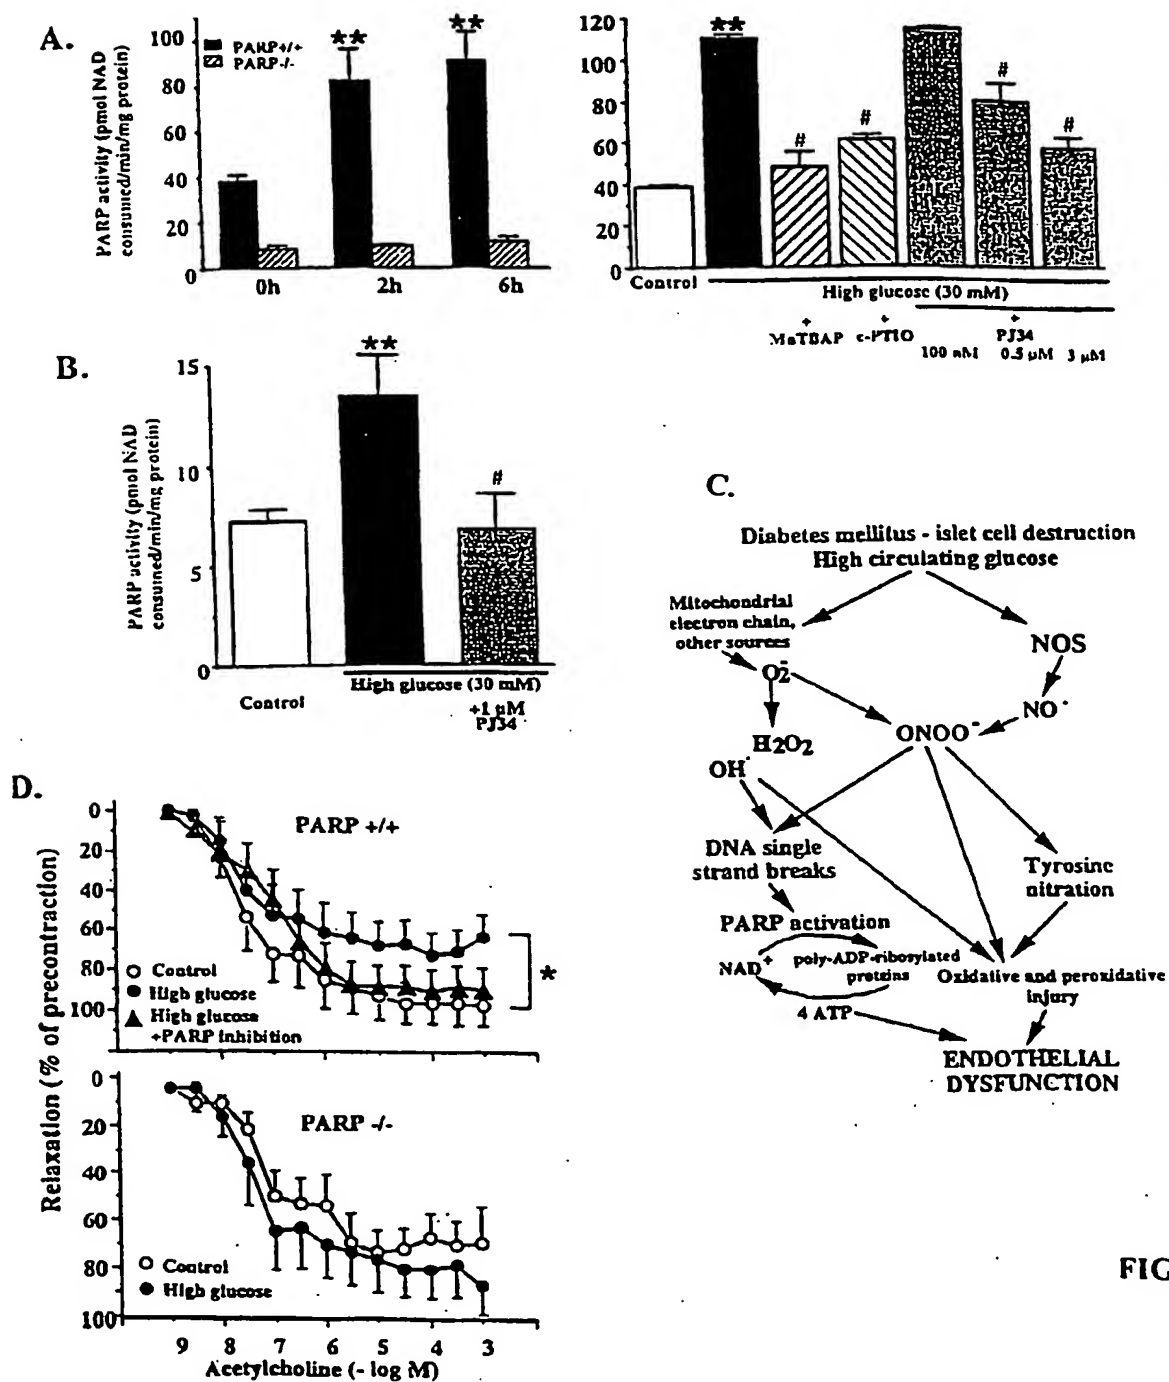 A.
PARP activity (pmol NAD
consumed/min/mg protein)
100
80
60
40
20
0
PARP+/+
PARP-/-
**
**
0h
2h
6h
120
100
80
60
40
20
0
**
#
#
#
#
Control
High glucose (30 mM)
+
+
+
MnTBAP
c-PTIO
PJ34
100 nM
0.5 µM
3 µM
B.
PARP activity (pmol NAD
consumed/min/mg protein)
15
10
5
0
**
#
Control
High glucose (30 mM)
+1 µM
PJ34
C.
Diabetes mellitus - islet cell destruction
High circulating glucose
Mitochondrial
electron chain,
other sources
NOS
O2-
NO·
ONOO-
H2O2
OH·
DNA single
strand breaks
Tyrosine
nitration
PARP activation
NAD+
poly-ADP-ribosylated
proteins
Oxidative and peroxidative
injury
4 ATP
ENDOTHELIAL
DYSFUNCTION
D.
Relaxation (% of precontraction)
0
20
40
60
80
100
PARP +/+
Control
High glucose
High glucose
+PARP inhibition
*
0
20
40
60
80
100
PARP -/-
Control
High glucose
9 8 7 6 5 4 3
Acetylcholine (- log M)
FIG